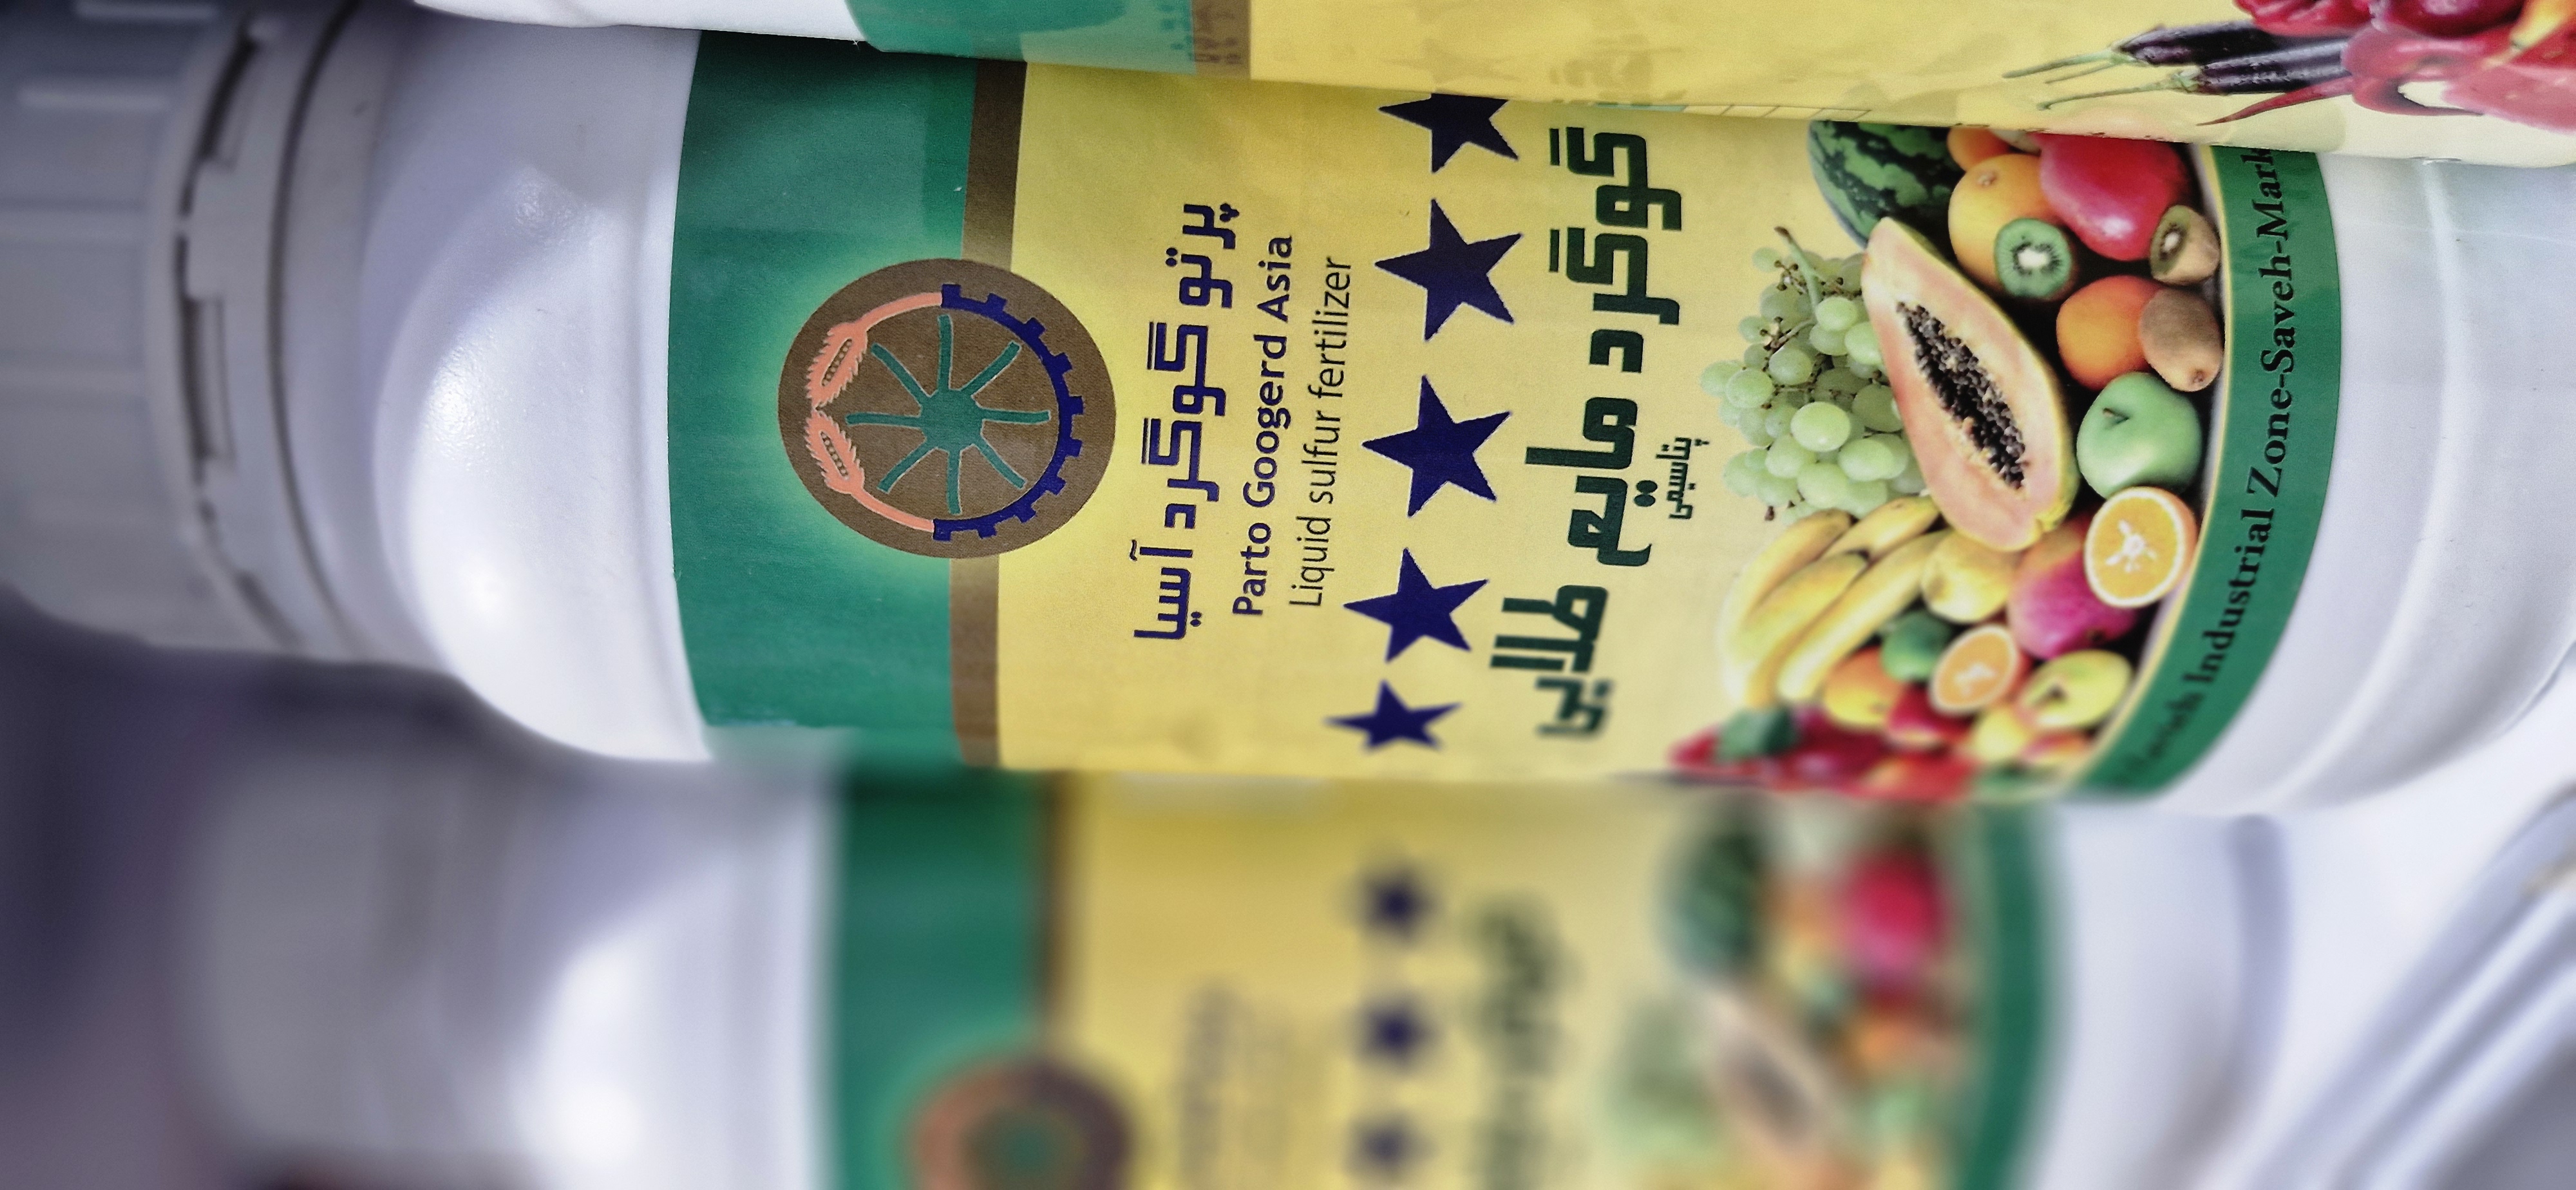 پرتو گوگرد آسیا
Parto Googerd Asia
Liquid sulfur fertilizer
گوگرد مایع طلایی
پتاسیمی
Industrial Zone-Saveh-Mark